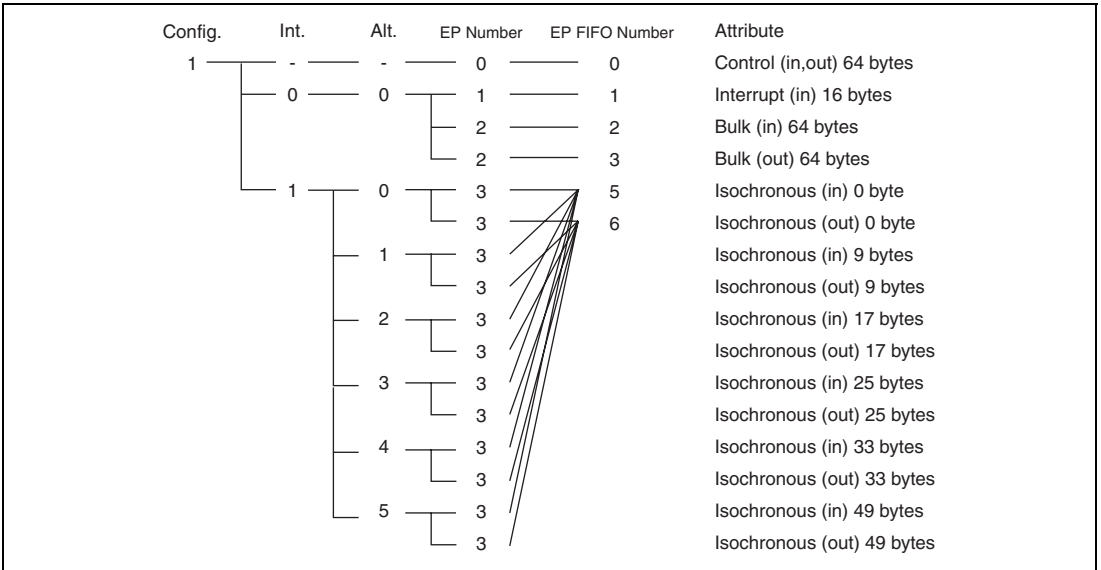 Config. Int. Alt. EP Number EP FIFO Number Attribute
1 - - 0 0 Control (in,out) 64 bytes
0 0 1 1 Interrupt (in) 16 bytes
2 2 Bulk (in) 64 bytes
2 3 Bulk (out) 64 bytes
1 0 3 5 Isochronous (in) 0 byte
3 6 Isochronous (out) 0 byte
1 3 Isochronous (in) 9 bytes
3 Isochronous (out) 9 bytes
2 3 Isochronous (in) 17 bytes
3 Isochronous (out) 17 bytes
3 3 Isochronous (in) 25 bytes
3 Isochronous (out) 25 bytes
4 3 Isochronous (in) 33 bytes
3 Isochronous (out) 33 bytes
5 3 Isochronous (in) 49 bytes
3 Isochronous (out) 49 bytes